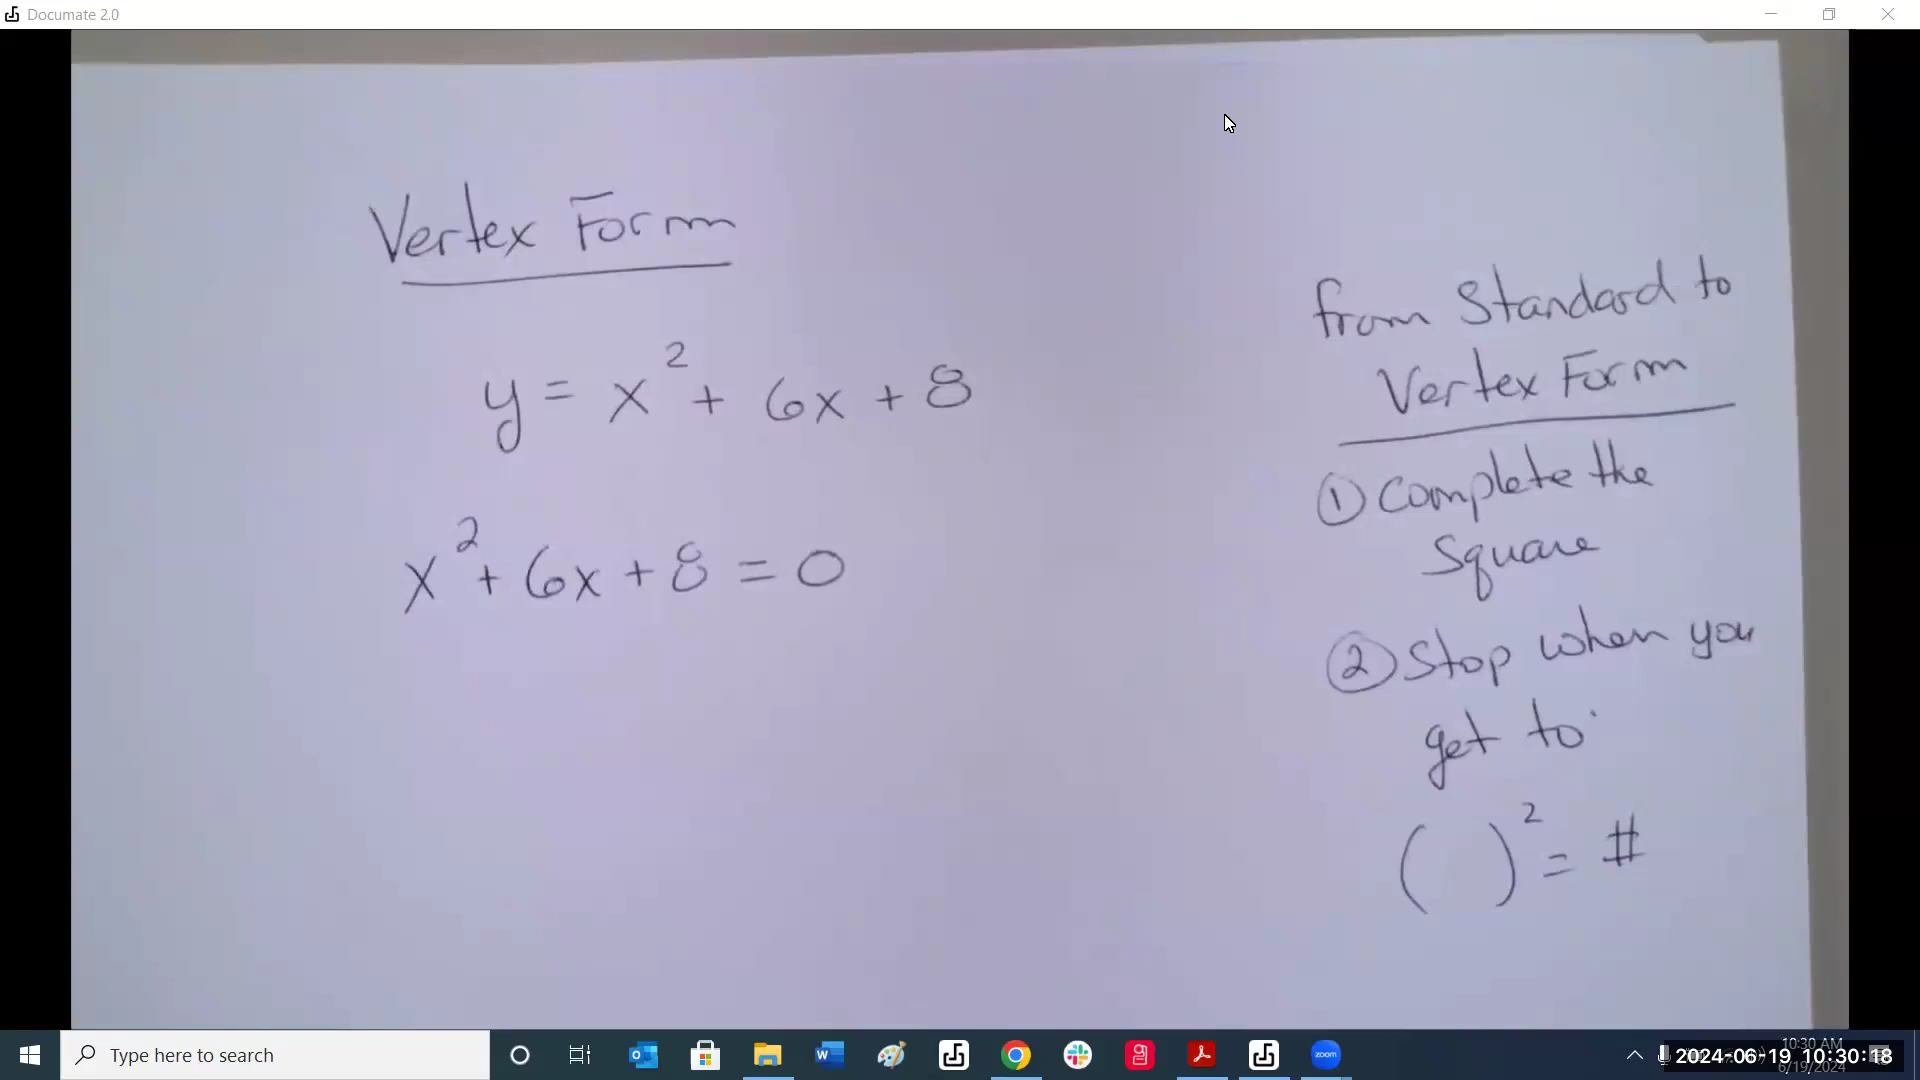 Documate 2.0
Vertex Form
y = x² + 6x + 8
x² + 6x + 8 = 0
from Standard to
Vertex Form
① Complete the
Square
② Stop when you
get to
(   )² = #
Type here to search
zoom
10:30 AM
2024-06-19 10:30:18
6/19/2024